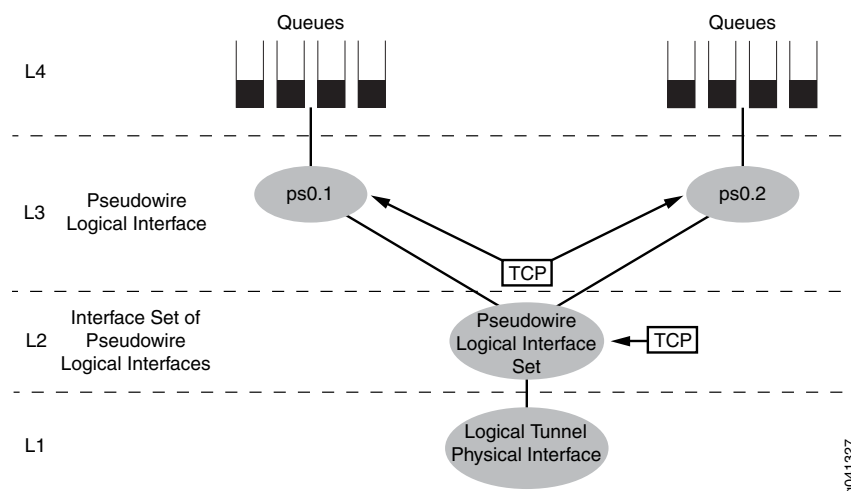 Queues
Queues
L4
ps0.1
ps0.2
L3
Pseudowire
Logical Interface
TCP
L2
Interface Set of
Pseudowire
Logical Interfaces
Pseudowire
Logical Interface
Set
TCP
L1
Logical Tunnel
Physical Interface
g041327